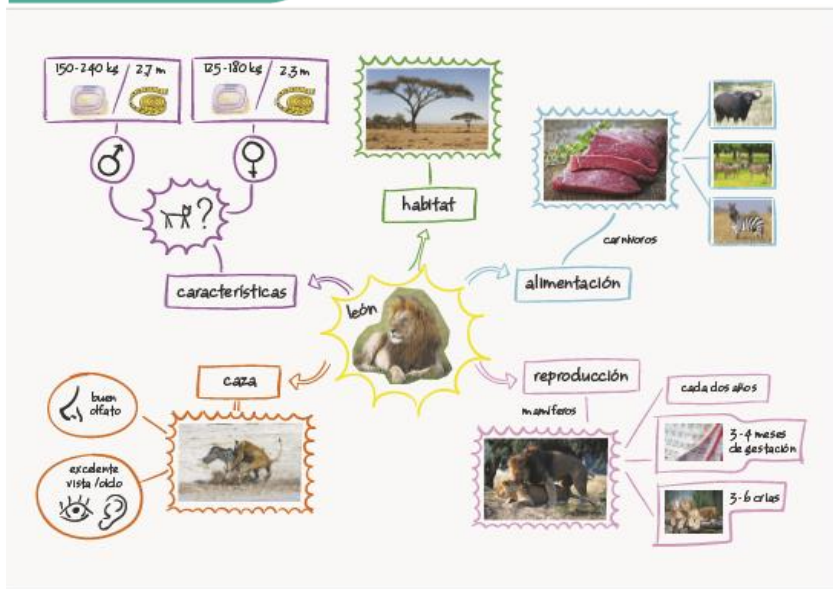 150-240 kg / 2.7 m
125-180 kg / 2.3 m
♂
♀
?
características
habitat
carnívoros
alimentación
león
caza
buen
olfato
excelente
vista/oído
reproducción
mamíferos
cada dos años
3-4 meses
de gestación
3-6 crías